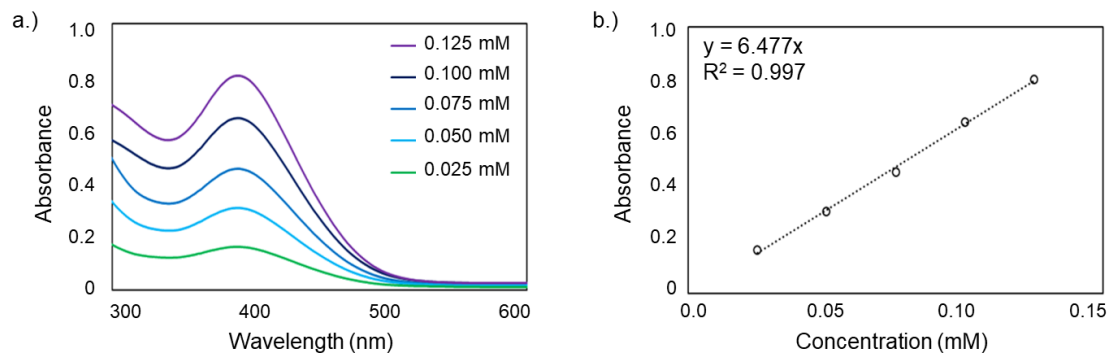 a.)
1.0
0.8
0.6
0.4
0.2
0
Absorbance
0.125 mM
0.100 mM
0.075 mM
0.050 mM
0.025 mM
300
400
500
600
Wavelength (nm)
b.)
1.0
0.8
0.6
0.4
0.2
0
Absorbance
y = 6.477x
R² = 0.997
0.0
0.05
0.10
0.15
Concentration (mM)